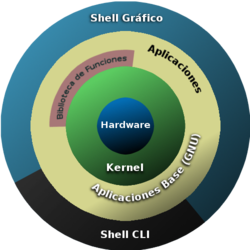 Shell Gráfico
Aplicaciones
Biblioteca de Funciones
Hardware
Kernel
Aplicaciones Base (GNU)
Shell CLI